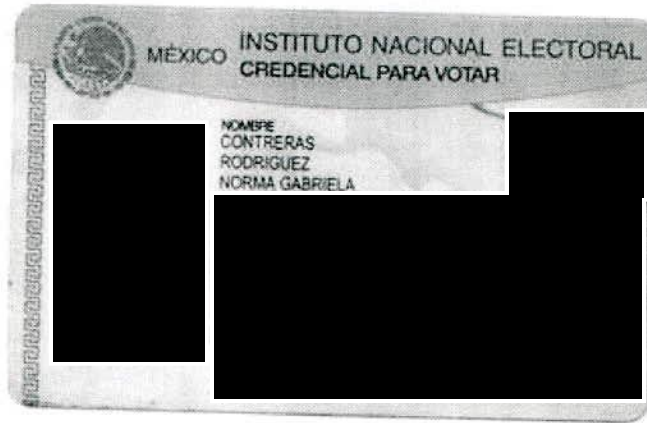 MÉXICO INSTITUTO NACIONAL ELECTORAL
CREDENCIAL PARA VOTAR
NOMBRE
CONTRERAS
RODRIGUEZ
NORMA GABRIELA